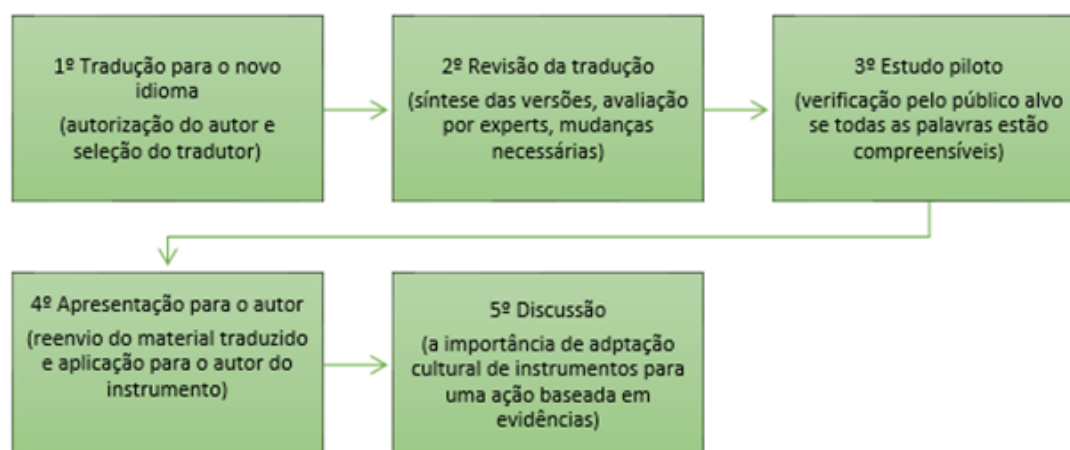 1º Tradução para o novo
idioma
(autorização do autor e
seleção do tradutor)
2º Revisão da tradução
(síntese das versões, avaliação
por experts, mudanças
necessárias)
3º Estudo piloto
(verificação pelo público alvo
se todas as palavras estão
compreensíveis)
4º Apresentação para o autor
(reenvio do material traduzido
e aplicação para o autor do
instrumento)
5º Discussão
(a importância de adptação
cultural de instrumentos para
uma ação baseada em
evidências)